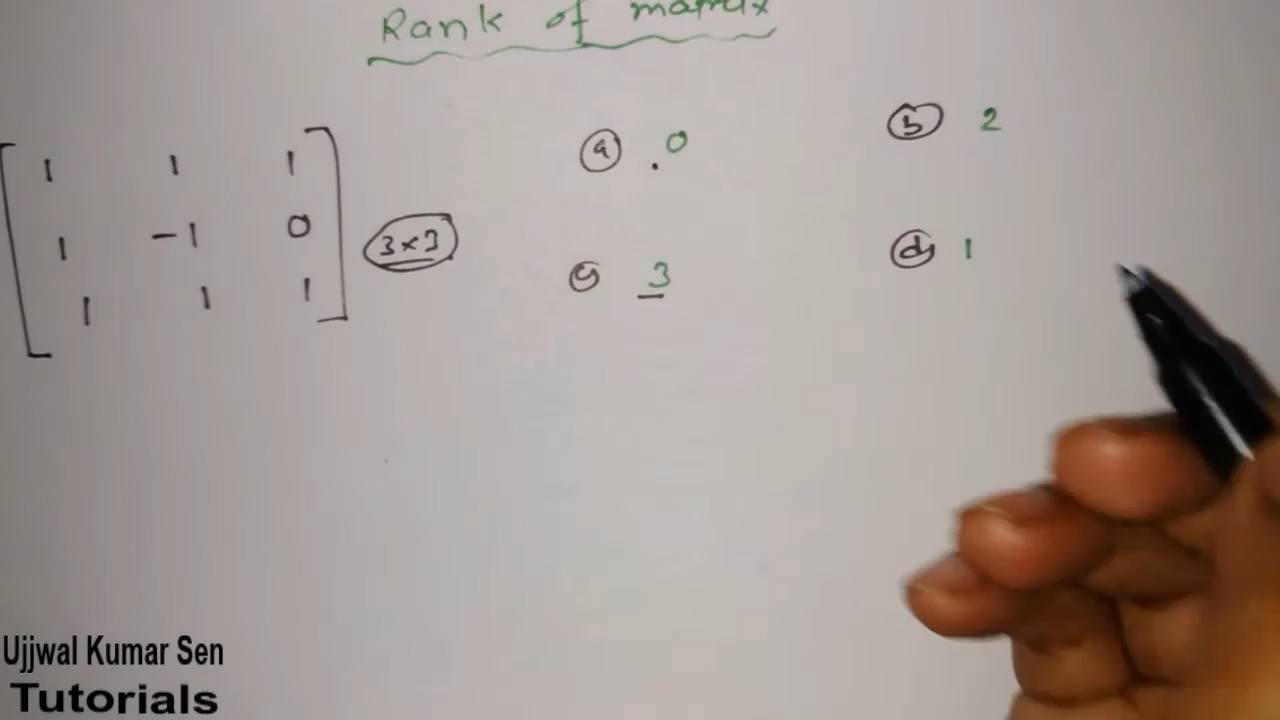 Rank of matrix
1 1 1
1 -1 0
1 1 1
3×3
(a) . 0
(b) 2
(c) 3
(d) 1
Ujjwal Kumar Sen
Tutorials